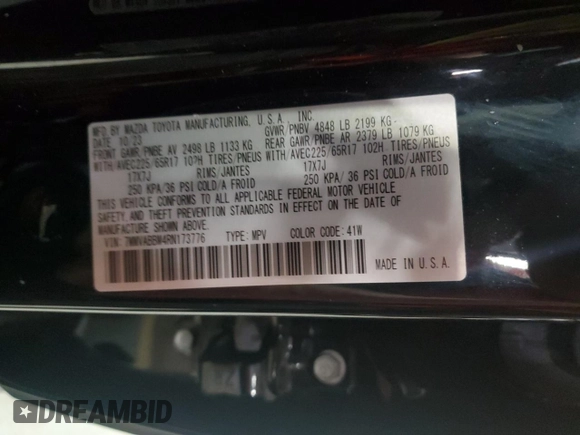 MFD BY MAZDA TOYOTA MANUFACTURING, U.S.A., INC.
DATE: 10/23 GVWR/PNBV 4848 LB 2199 KG
FRONT GAWR/PNBE AV 2498 LB 1133 KG REAR GAWR/PNBE AR 2379 LB 1079 KG
WITH/AVEC225/65R17 102H TIRES/PNEUS WITH/AVEC225/65R17 102H TIRES/PNEUS
17X7J RIMS/JANTES 17X7J RIMS/JANTES
250 KPA/36 PSI COLD/A FROID 250 KPA/36 PSI COLD/A FROID
THIS VEHICLE CONFORMS TO ALL APPLICABLE FEDERAL MOTOR VEHICLE
SAFETY AND THEFT PREVENTION STANDARDS IN EFFECT ON THE DATE OF
MANUFACTURE SHOWN ABOVE.
VIN: 7MMVABBM4RN173776 TYPE: MPV COLOR CODE: 41W
MADE IN U.S.A.
DREAMBID